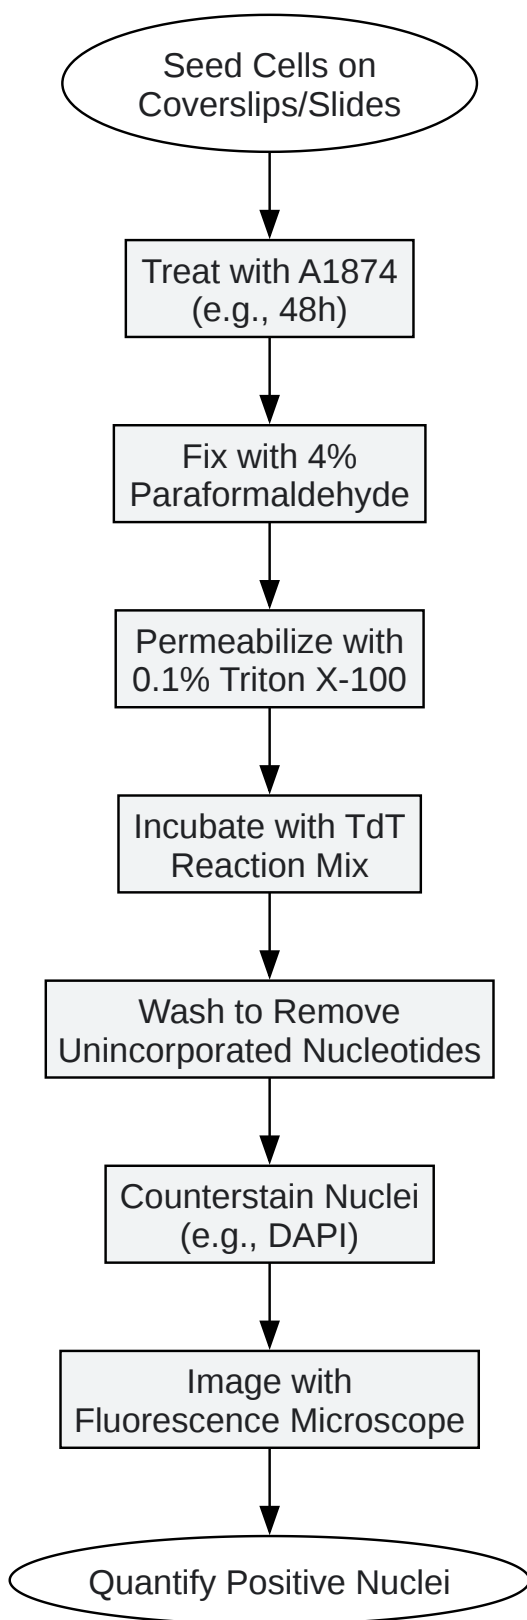 Seed Cells on
Coverslips/Slides
Treat with A1874
(e.g., 48h)
Fix with 4%
Paraformaldehyde
Permeabilize with
0.1% Triton X-100
Incubate with TdT
Reaction Mix
Wash to Remove
Unincorporated Nucleotides
Counterstain Nuclei
(e.g., DAPI)
Image with
Fluorescence Microscope
Quantify Positive Nuclei